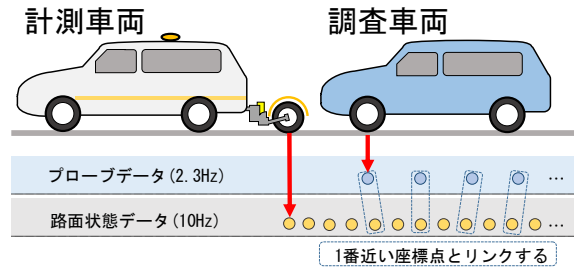 計測車両
調査車両
プローブデータ(2.3Hz)
…
路面状態データ(10Hz)
…
1番近い座標点とリンクする